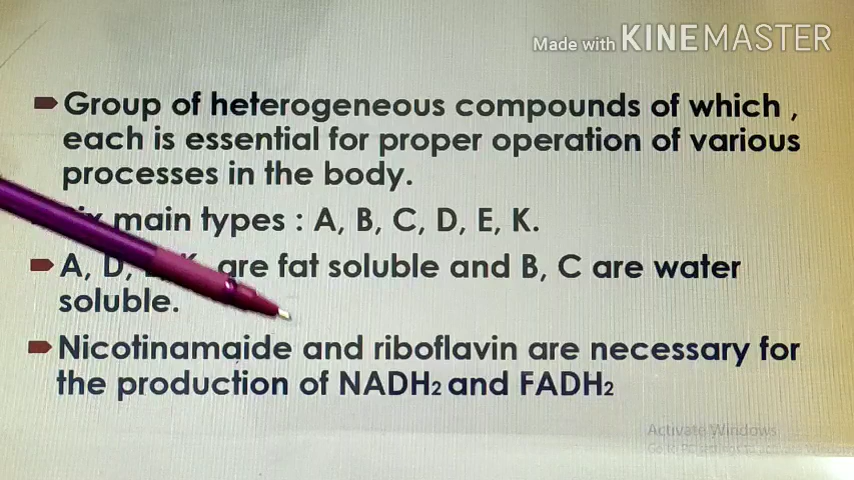 Made with KINEMASTER
Group of heterogeneous compounds of which ,
each is essential for proper operation of various
processes in the body.
main types : A, B, C, D, E, K.
A, D, are fat soluble and B, C are water
soluble.
Nicotinamaide and riboflavin are necessary for
the production of NADH2 and FADH2
Activate Windows